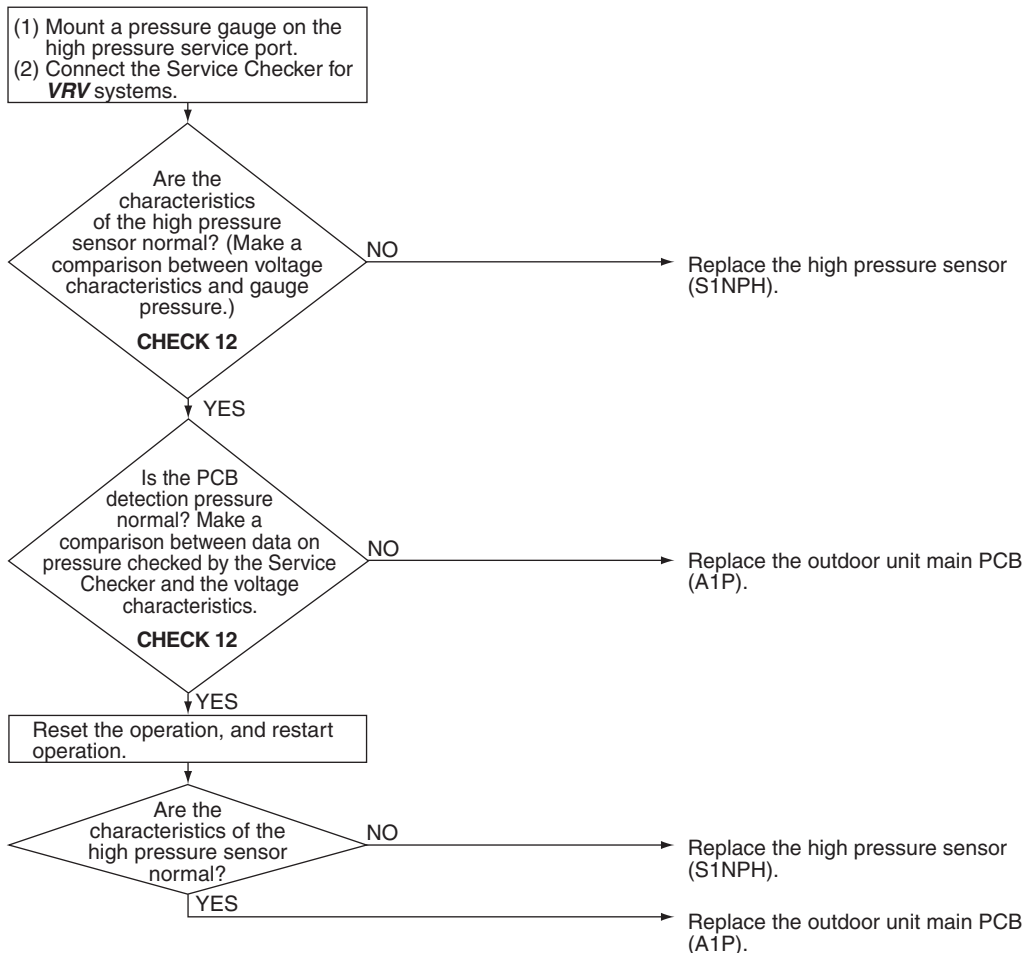 (1) Mount a pressure gauge on the
high pressure service port.
(2) Connect the Service Checker for
VRV systems.
Are the
characteristics
of the high pressure
sensor normal? (Make a
comparison between voltage
characteristics and gauge
pressure.)
CHECK 12
NO
Replace the high pressure sensor
(S1NPH).
YES
Is the PCB
detection pressure
normal? Make a
comparison between data on
pressure checked by the Service
Checker and the voltage
characteristics.
CHECK 12
NO
Replace the outdoor unit main PCB
(A1P).
YES
Reset the operation, and restart
operation.
Are the
characteristics of the
high pressure sensor
normal?
NO
Replace the high pressure sensor
(S1NPH).
YES
Replace the outdoor unit main PCB
(A1P).